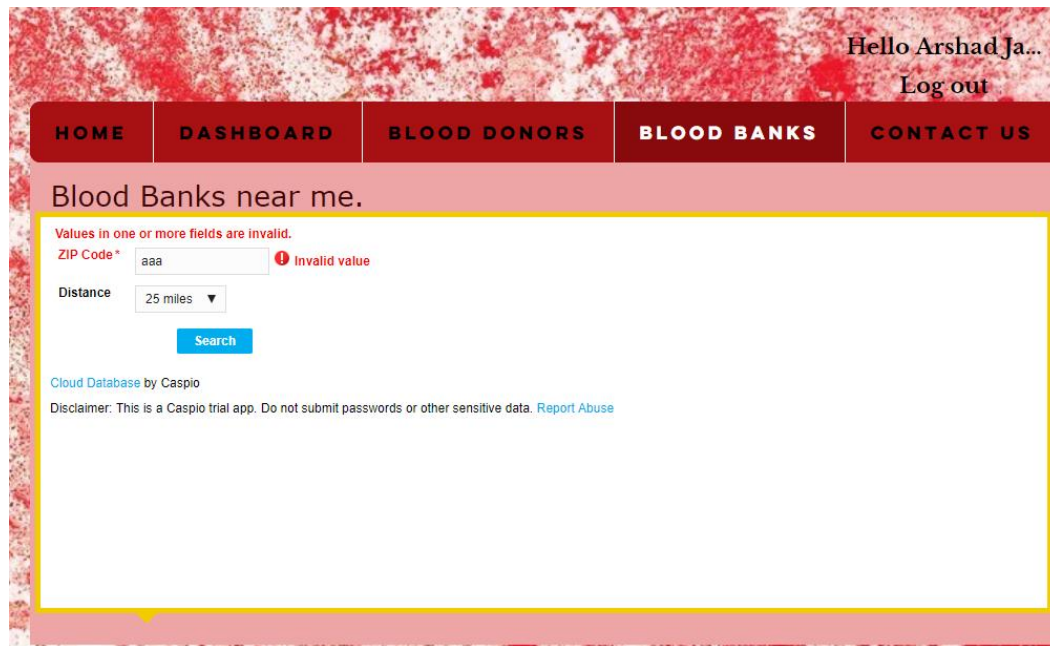 Hello Arshad Ja...
Log out
HOME DASHBOARD BLOOD DONORS BLOOD BANKS CONTACT US
Blood Banks near me.
Values in one or more fields are invalid.
ZIP Code* aaa ! Invalid value
Distance 25 miles ▼
Search
Cloud Database by Caspio
Disclaimer: This is a Caspio trial app. Do not submit passwords or other sensitive data. Report Abuse